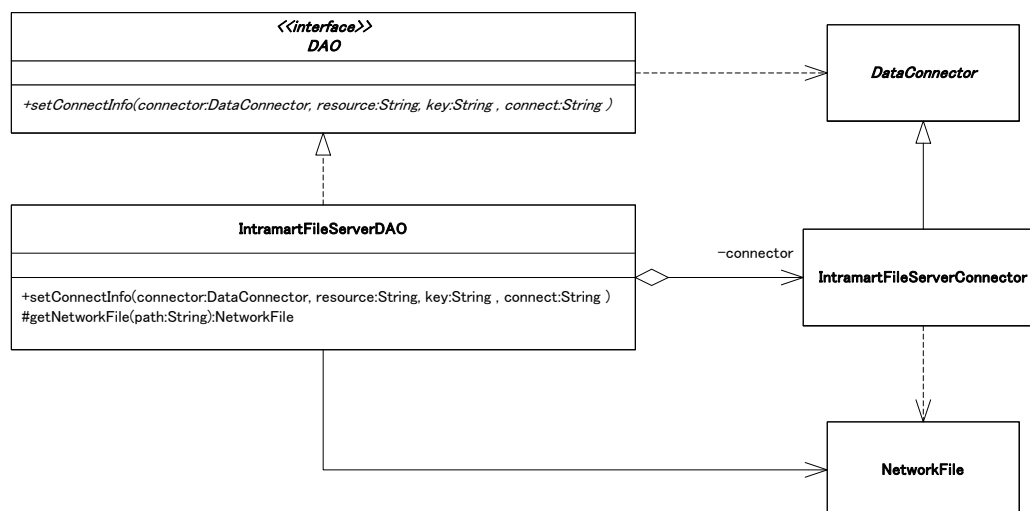 <<interface>>
DAO
+setConnectInfo(connector:DataConnector, resource:String, key:String , connect:String )
DataConnector
IntramartFileServerDAO
+setConnectInfo(connector:DataConnector, resource:String, key:String , connect:String )
#getNetworkFile(path:String):NetworkFile
-connector
IntramartFileServerConnector
NetworkFile